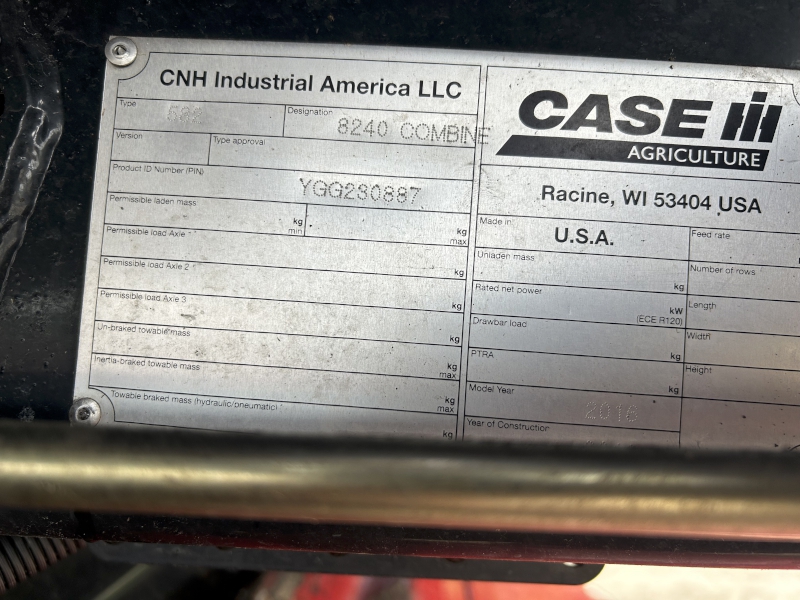 CNH Industrial America LLC
Type
Designation
8240 COMBINE
Version
Type approval
Product ID Number (PIN)
YGG230887
Permissible laden mass
kg
min
kg
max
Permissible load Axle 1
kg
Permissible load Axle 2
kg
Permissible load Axle 3
kg
Un-braked towable mass
kg
max
Inertia-braked towable mass
kg
max
Towable braked mass (hydraulic/pneumatic)
kg
CASE IH
AGRICULTURE
Racine, WI 53404 USA
Made in
U.S.A.
Feed rate
Unladen mass
kg
Number of rows
Rated net power
kW
(ECE R120)
Length
Drawbar load
kg
Width
PTRA
kg
Height
Model Year
2016
Year of Construction